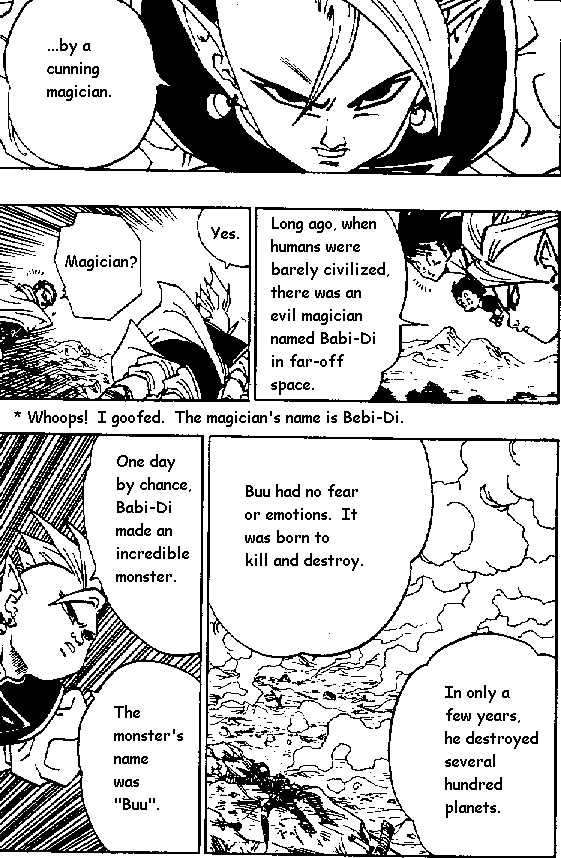 ...by a
cunning
magician.
Magician?
Yes.
Long ago, when
humans were
barely civilized,
there was an
evil magician
named Babi-Di
in far-off
space.
* Whoops! I goofed. The magician's name is Bebi-Di.
One day
by chance,
Babi-Di
made an
incredible
monster.
The
monster's
name
was
"Buu".
Buu had no fear
or emotions. It
was born to
kill and destroy.
In only a
few years,
he destroyed
several
hundred
planets.